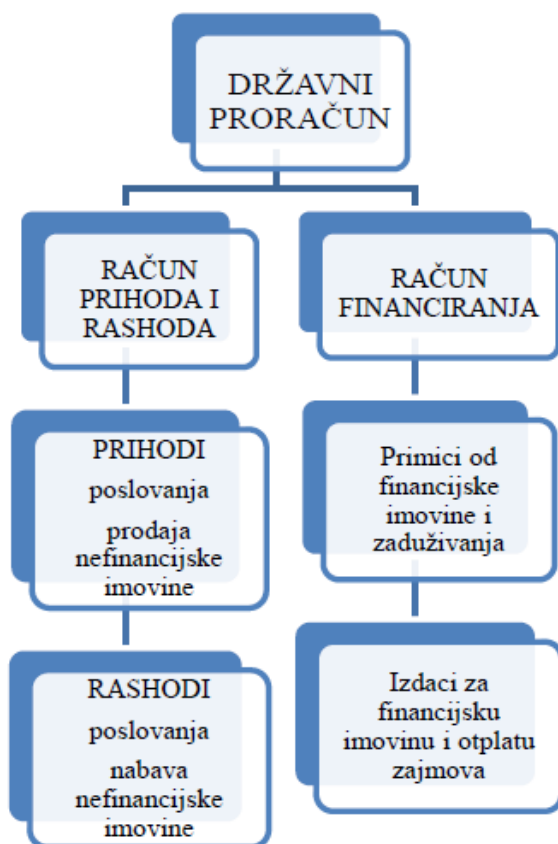 DRŽAVNI
PRORAČUN
RAČUN
PRIHODA I
RASHODA
RAČUN
FINANCIRANJA
PRIHODI
poslovanja
prodaja
nefinancijske
imovine
Primici od
financijske
imovine i
zaduživanja
RASHODI
poslovanja
nabava
nefinancijske
imovine
Izdaci za
financijsku
imovinu i otplatu
zajmova